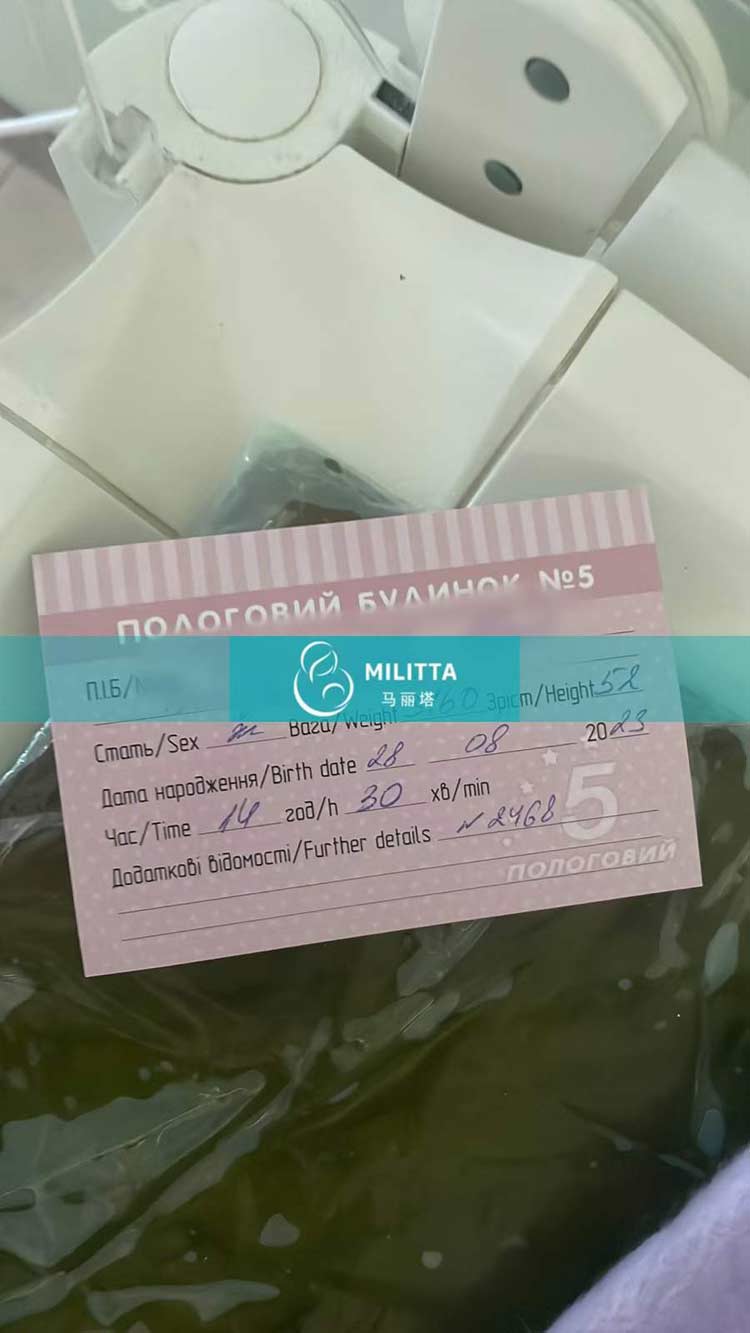 ПОЛОГОВИЙ БУДИНОК №5
П.І.Б/
MILITTA
马丽塔
Стать/Sex ж Вага/Weight Зріст/Height 52
Дата народження/Birth date 28 08 2023
Час/Time 14 год/h 30 хв/min
Додаткові відомості/Further details №2468
5
ПОЛОГОВИЙ